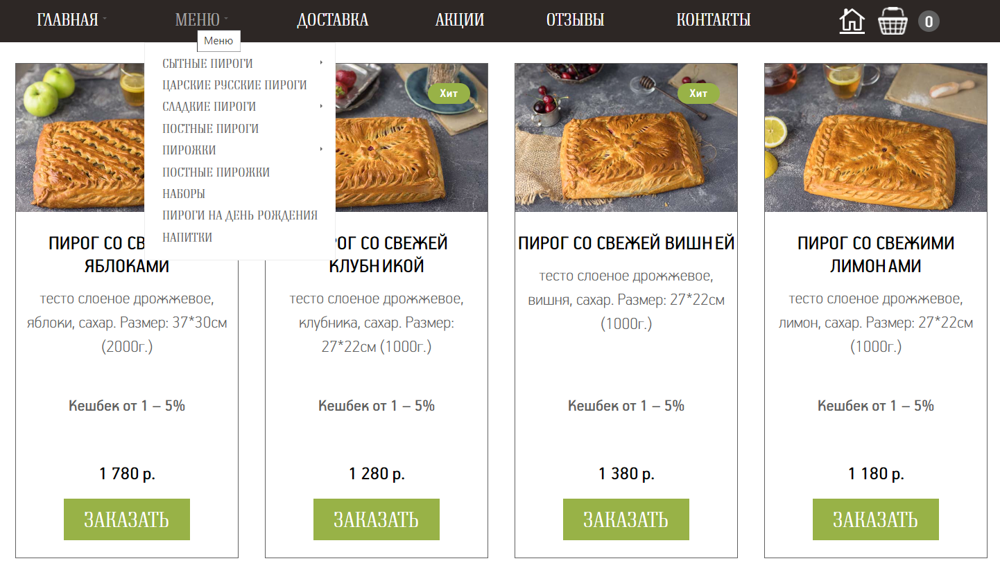 ГЛАВНАЯ МЕНЮ ДОСТАВКА АКЦИИ ОТЗЫВЫ КОНТАКТЫ 0
Меню
СЫТНЫЕ ПИРОГИ
ЦАРСКИЕ РУССКИЕ ПИРОГИ
СЛАДКИЕ ПИРОГИ
ПОСТНЫЕ ПИРОГИ
ПИРОЖКИ
ПОСТНЫЕ ПИРОЖКИ
НАБОРЫ
ПИРОГИ НА ДЕНЬ РОЖДЕНИЯ
НАПИТКИ
ПИРОГ СО
ЯБЛОКАМИ
тесто слоеное дрожжевое,
яблоки, сахар. Размер: 37*30см
(2000г.)
Кешбек от 1 – 5%
1 780 р.
ЗАКАЗАТЬ
Хит
СО СВЕЖЕЙ
КЛУБНИКОЙ
тесто слоеное дрожжевое,
клубника, сахар. Размер:
27*22см (1000г.)
Кешбек от 1 – 5%
1 280 р.
ЗАКАЗАТЬ
Хит
ПИРОГ СО СВЕЖЕЙ ВИШНЕЙ
тесто слоеное дрожжевое,
вишня, сахар. Размер: 27*22см
(1000г.)
Кешбек от 1 – 5%
1 380 р.
ЗАКАЗАТЬ
ПИРОГ СО СВЕЖИМИ
ЛИМОНАМИ
тесто слоеное дрожжевое,
лимон, сахар. Размер: 27*22см
(1000г.)
Кешбек от 1 – 5%
1 180 р.
ЗАКАЗАТЬ